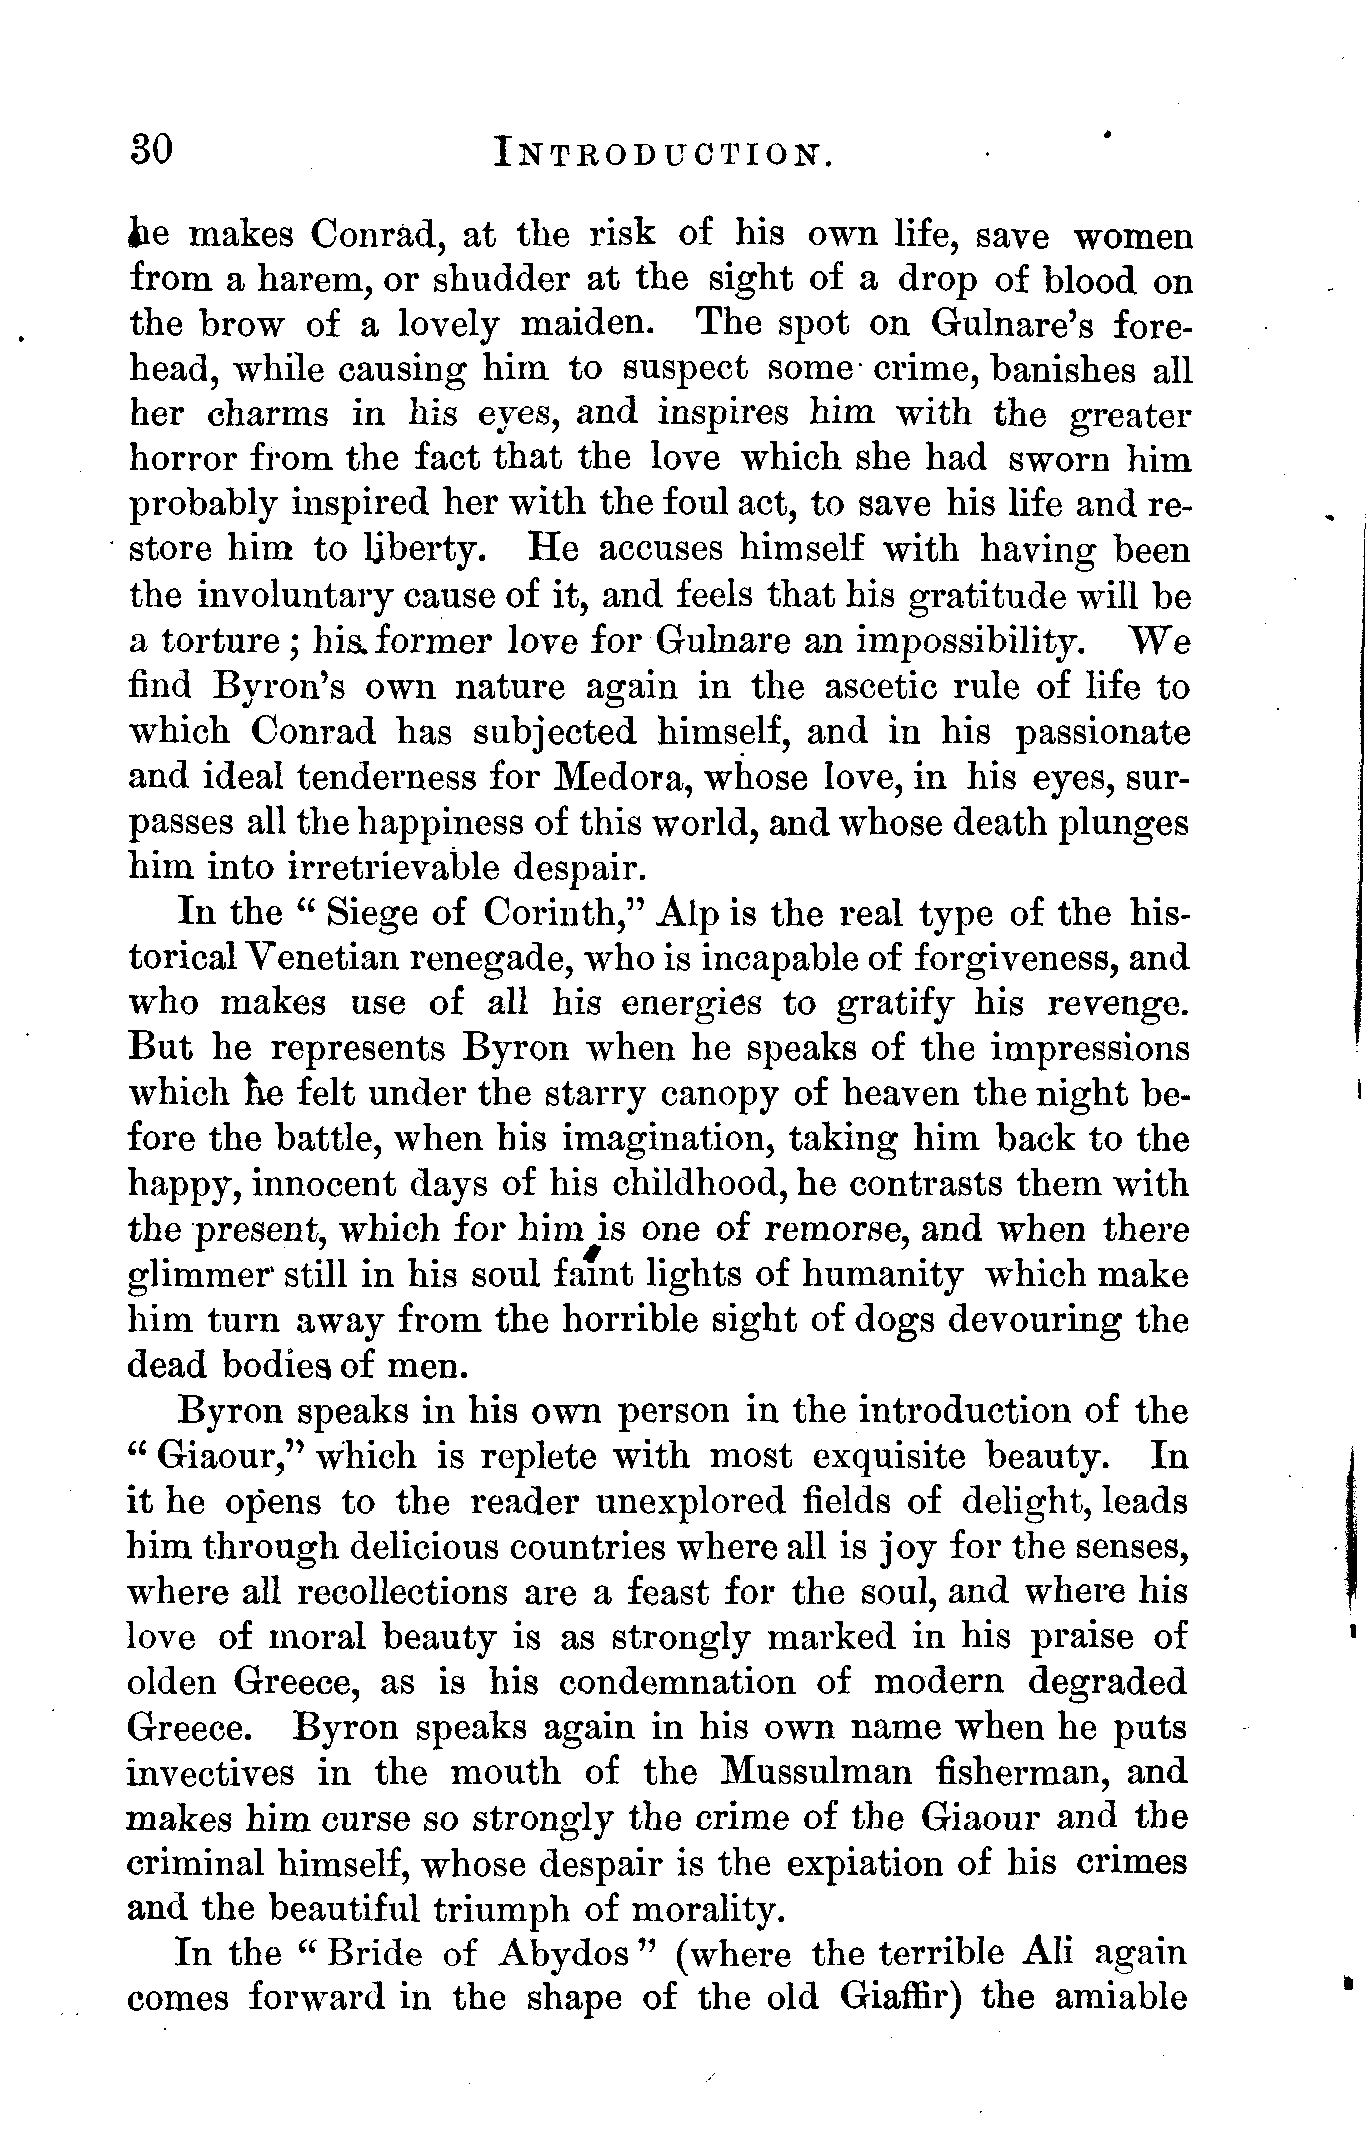 30 INTRODUCTION.
he makes Conrad, at the risk of his own life, save women
from a harem, or shudder at the sight of a drop of blood on
the brow of a lovely maiden. The spot on Gulnare's fore-
head, while causing him to suspect some crime, banishes all
her charms in his eyes, and inspires him with the greater
horror from the fact that the love which she had sworn him
probably inspired her with the foul act, to save his life and re-
store him to liberty. He accuses himself with having been
the involuntary cause of it, and feels that his gratitude will be
a torture; his former love for Gulnare an impossibility. We
find Byron's own nature again in the ascetic rule of life to
which Conrad has subjected himself, and in his passionate
and ideal tenderness for Medora, whose love, in his eyes, sur-
passes all the happiness of this world, and whose death plunges
him into irretrievable despair.
In the "Siege of Corinth," Alp is the real type of the his-
torical Venetian renegade, who is incapable of forgiveness, and
who makes use of all his energies to gratify his revenge.
But he represents Byron when he speaks of the impressions
which he felt under the starry canopy of heaven the night be-
fore the battle, when his imagination, taking him back to the
happy, innocent days of his childhood, he contrasts them with
the present, which for him is one of remorse, and when there
glimmer still in his soul faint lights of humanity which make
him turn away from the horrible sight of dogs devouring the
dead bodies of men.
Byron speaks in his own person in the introduction of the
"Giaour," which is replete with most exquisite beauty. In
it he opens to the reader unexplored fields of delight, leads
him through delicious countries where all is joy for the senses,
where all recollections are a feast for the soul, and where his
love of moral beauty is as strongly marked in his praise of
olden Greece, as is his condemnation of modern degraded
Greece. Byron speaks again in his own name when he puts
invectives in the mouth of the Mussulman fisherman, and
makes him curse so strongly the crime of the Giaour and the
criminal himself, whose despair is the expiation of his crimes
and the beautiful triumph of morality.
In the "Bride of Abydos" (where the terrible Ali again
comes forward in the shape of the old Giaffir) the amiable